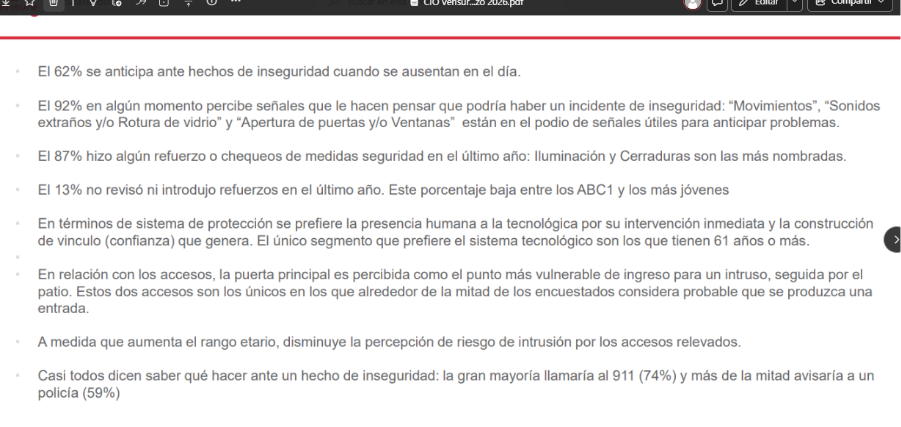 CIO Verisur...zo 2026.pdf
Editar
Compartir
El 62% se anticipa ante hechos de inseguridad cuando se ausentan en el día.
El 92% en algún momento percibe señales que le hacen pensar que podría haber un incidente de inseguridad: “Movimientos”, “Sonidos
extraños y/o Rotura de vidrio” y “Apertura de puertas y/o Ventanas” están en el podio de señales útiles para anticipar problemas.
El 87% hizo algún refuerzo o chequeos de medidas seguridad en el último año: Iluminación y Cerraduras son las más nombradas.
El 13% no revisó ni introdujo refuerzos en el último año. Este porcentaje baja entre los ABC1 y los más jóvenes
En términos de sistema de protección se prefiere la presencia humana a la tecnológica por su intervención inmediata y la construcción
de vinculo (confianza) que genera. El único segmento que prefiere el sistema tecnológico son los que tienen 61 años o más.
En relación con los accesos, la puerta principal es percibida como el punto más vulnerable de ingreso para un intruso, seguida por el
patio. Estos dos accesos son los únicos en los que alrededor de la mitad de los encuestados considera probable que se produzca una
entrada.
A medida que aumenta el rango etario, disminuye la percepción de riesgo de intrusión por los accesos relevados.
Casi todos dicen saber qué hacer ante un hecho de inseguridad: la gran mayoría llamaría al 911 (74%) y más de la mitad avisaría a un
policía (59%)